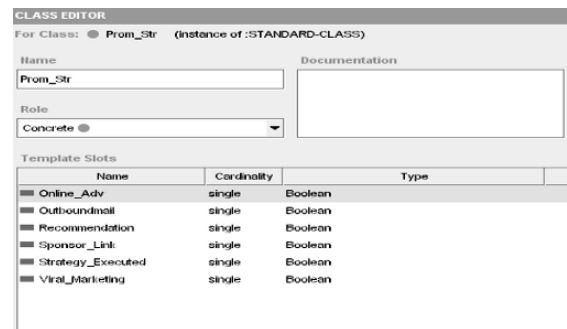 CLASS EDITOR
For Class: Prom_Str (instance of :STANDARD-CLASS)
Name Documentation
Prom_Str
Role
Concrete
Template Slots
Name Cardinality Type
Online_Adv single Boolean
Outboundmail single Boolean
Recommendation single Boolean
Sponsor_Link single Boolean
Strategy_Executed single Boolean
Viral_Marketing single Boolean